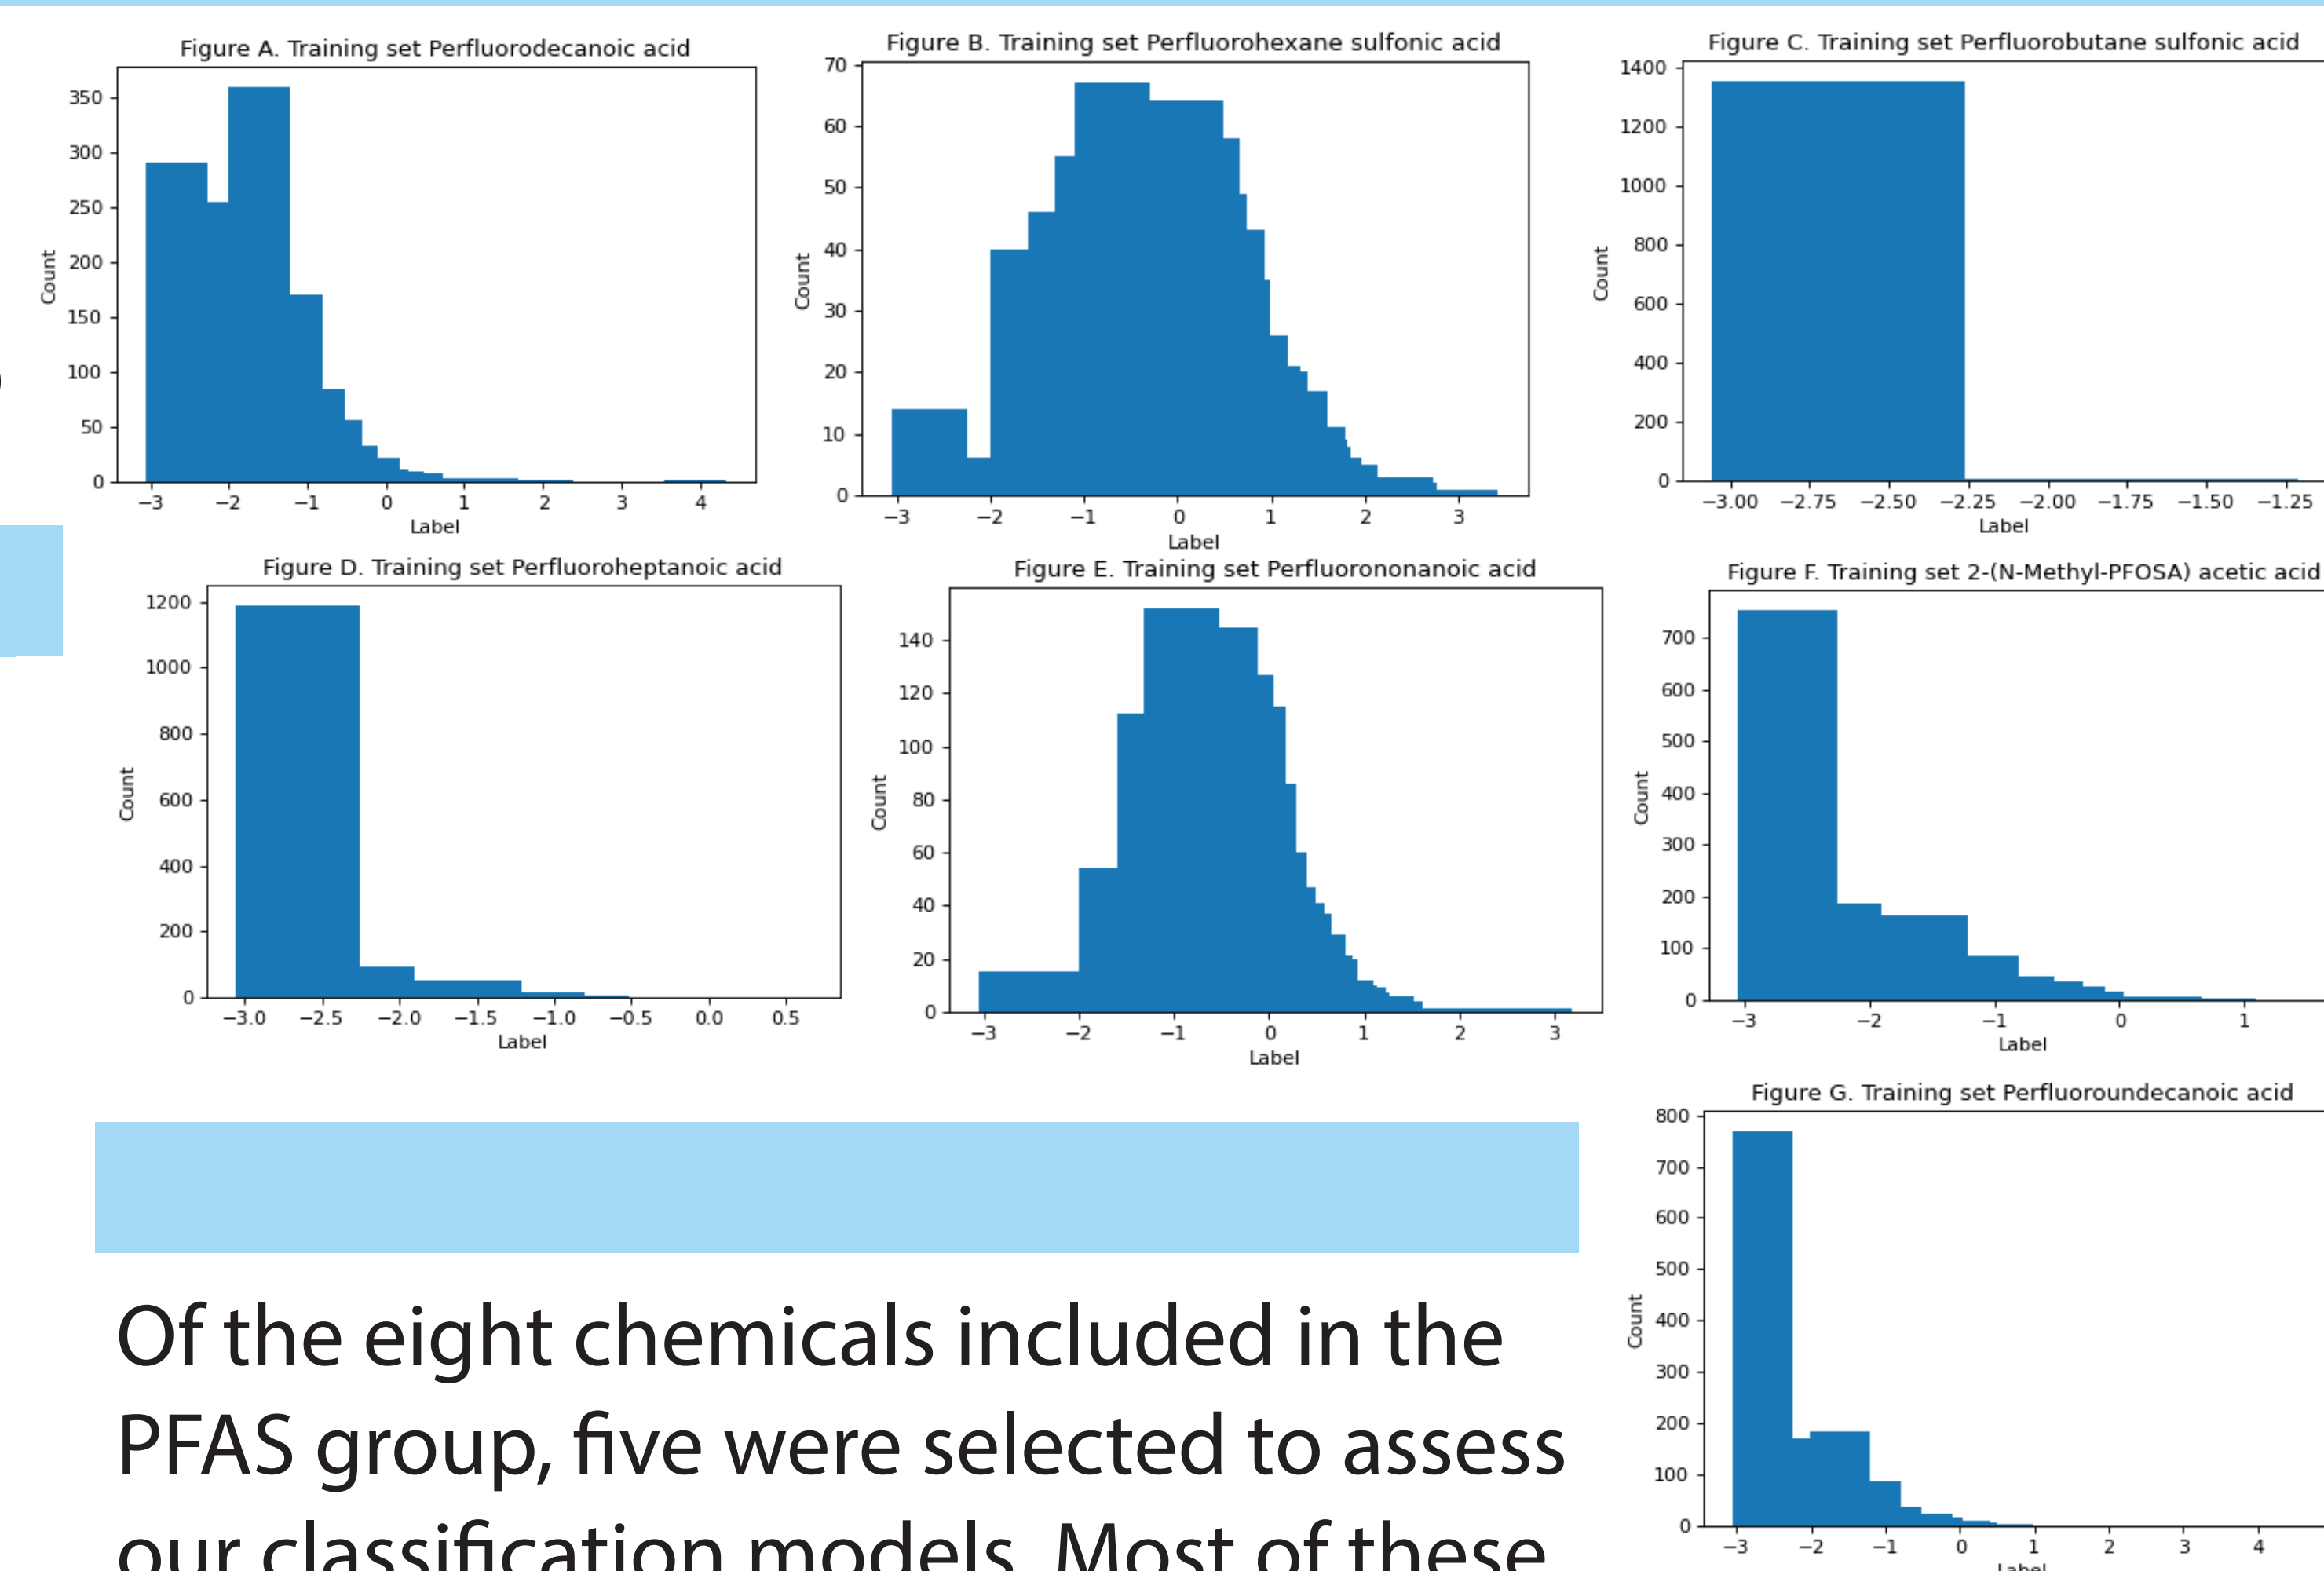 Figure A. Training set Perfluorodecanoic acid
350
300
250
200
150
100
50
0
Count
−3 −2 −1 0 1 2 3 4
Label
Figure B. Training set Perfluorohexane sulfonic acid
70
60
50
40
30
20
10
0
Count
−3 −2 −1 0 1 2 3
Label
Figure C. Training set Perfluorobutane sulfonic acid
1400
1200
1000
800
600
400
200
0
Count
−3.00 −2.75 −2.50 −2.25 −2.00 −1.75 −1.50 −1.25
Label
Figure D. Training set Perfluoroheptanoic acid
1200
1000
800
600
400
200
0
Count
−3.0 −2.5 −2.0 −1.5 −1.0 −0.5 0.0 0.5
Label
Figure E. Training set Perfluorononanoic acid
140
120
100
80
60
40
20
0
Count
−3 −2 −1 0 1 2 3
Label
Figure F. Training set 2-(N-Methyl-PFOSA) acetic acid
700
600
500
400
300
200
100
0
Count
−3 −2 −1 0 1
Label
Figure G. Training set Perfluoroundecanoic acid
800
700
600
500
400
300
200
100
0
Count
−3 −2 −1 0 1 2 3 4
Label
Of the eight chemicals included in the
PFAS group, five were selected to assess
our classification models. Most of these